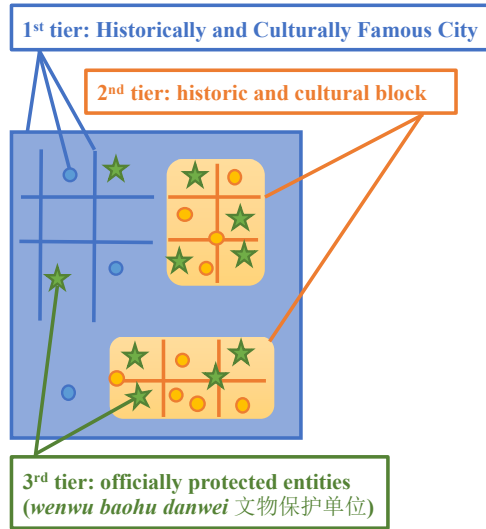 1st tier: Historically and Culturally Famous City
2nd tier: historic and cultural block
3rd tier: officially protected entities
(wenwu baohu danwei 文物保护单位)